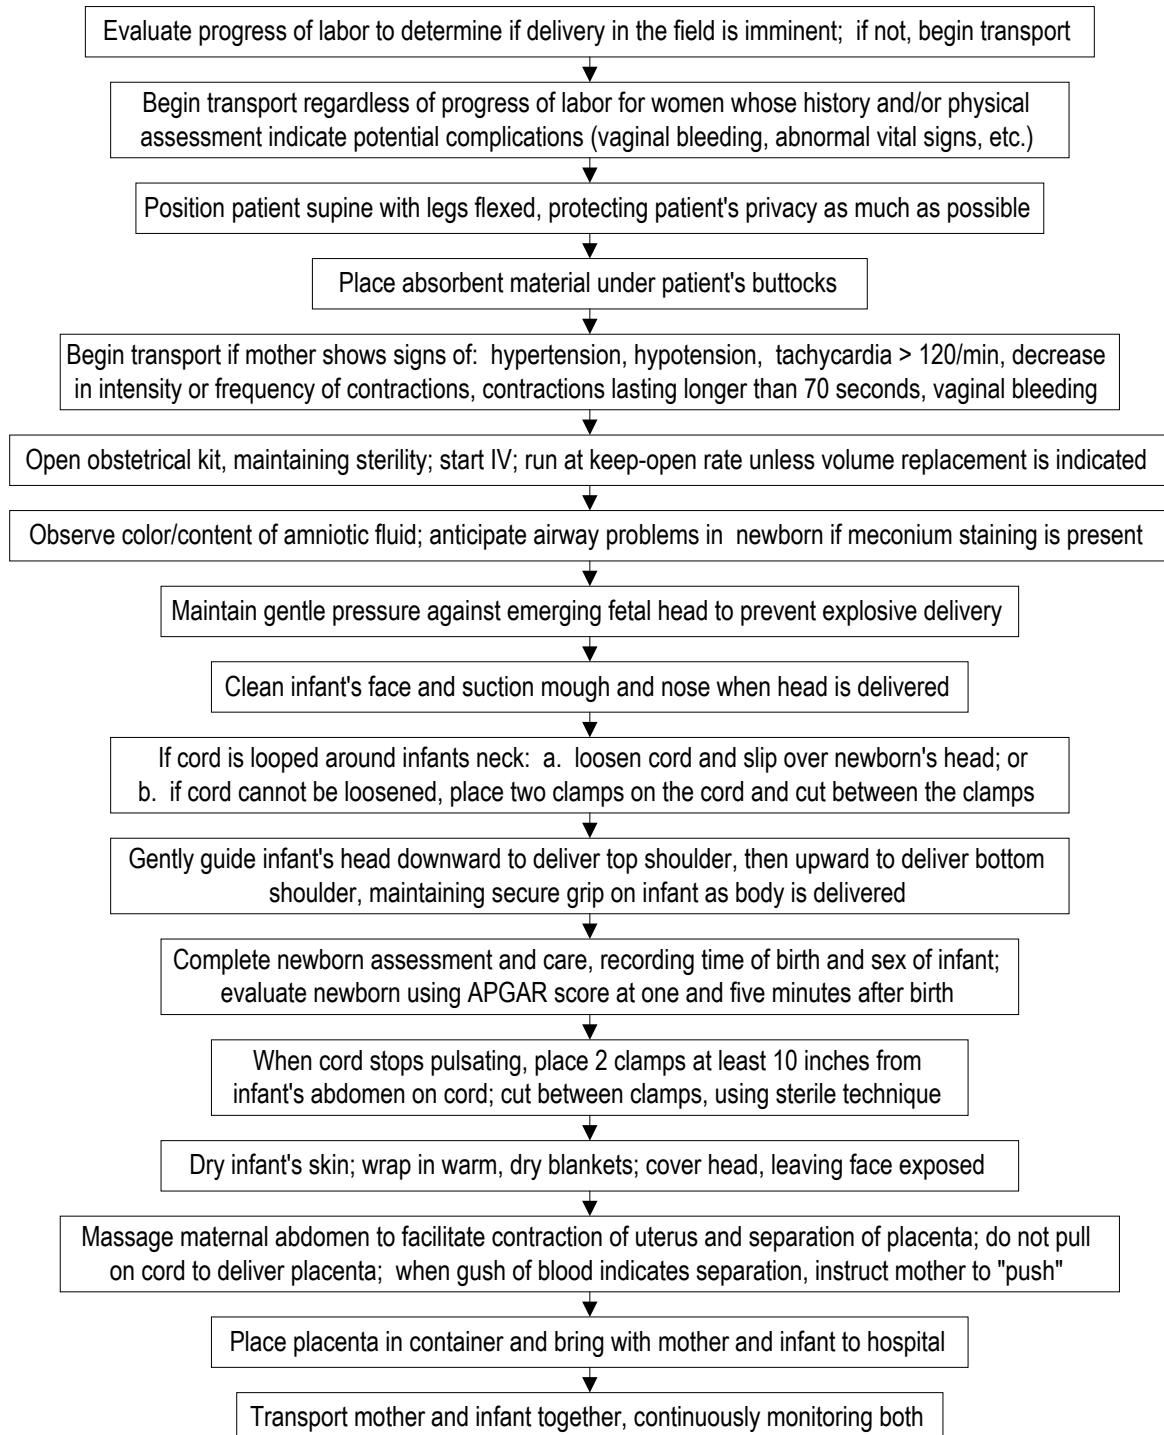 Evaluate progress of labor to determine if delivery in the field is imminent;  if not, begin transport
Begin transport regardless of progress of labor for women whose history and/or physical
assessment indicate potential complications (vaginal bleeding, abnormal vital signs, etc.)
Position patient supine with legs flexed, protecting patient's privacy as much as possible
Place absorbent material under patient's buttocks
Begin transport if mother shows signs of:  hypertension, hypotension,  tachycardia > 120/min, decrease
in intensity or frequency of contractions, contractions lasting longer than 70 seconds, vaginal bleeding
Open obstetrical kit, maintaining sterility; start IV; run at keep-open rate unless volume replacement is indicated
Observe color/content of amniotic fluid; anticipate airway problems in  newborn if meconium staining is present
Maintain gentle pressure against emerging fetal head to prevent explosive delivery
Clean infant's face and suction mough and nose when head is delivered
If cord is looped around infants neck:  a.  loosen cord and slip over newborn's head; or
b.  if cord cannot be loosened, place two clamps on the cord and cut between the clamps
Gently guide infant's head downward to deliver top shoulder, then upward to deliver bottom
shoulder, maintaining secure grip on infant as body is delivered
Complete newborn assessment and care, recording time of birth and sex of infant;
evaluate newborn using APGAR score at one and five minutes after birth
When cord stops pulsating, place 2 clamps at least 10 inches from
infant's abdomen on cord; cut between clamps, using sterile technique
Dry infant's skin; wrap in warm, dry blankets; cover head, leaving face exposed
Massage maternal abdomen to facilitate contraction of uterus and separation of placenta; do not pull
on cord to deliver placenta;  when gush of blood indicates separation, instruct mother to "push"
Place placenta in container and bring with mother and infant to hospital
Transport mother and infant together, continuously monitoring both